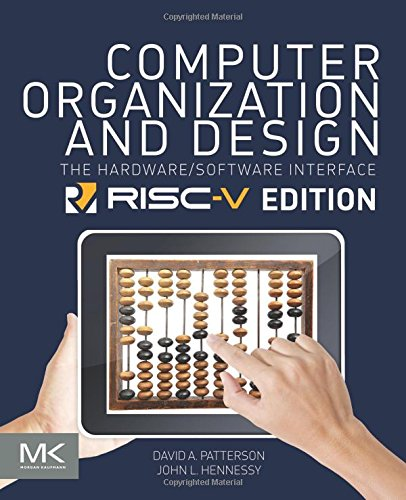 Copyrighted Material
COMPUTER
ORGANIZATION
AND DESIGN
THE HARDWARE/SOFTWARE INTERFACE
RISC-V EDITION
DAVID A. PATTERSON
JOHN L. HENNESSY
MK
MORGAN KAUFMANN
Copyrighted Material